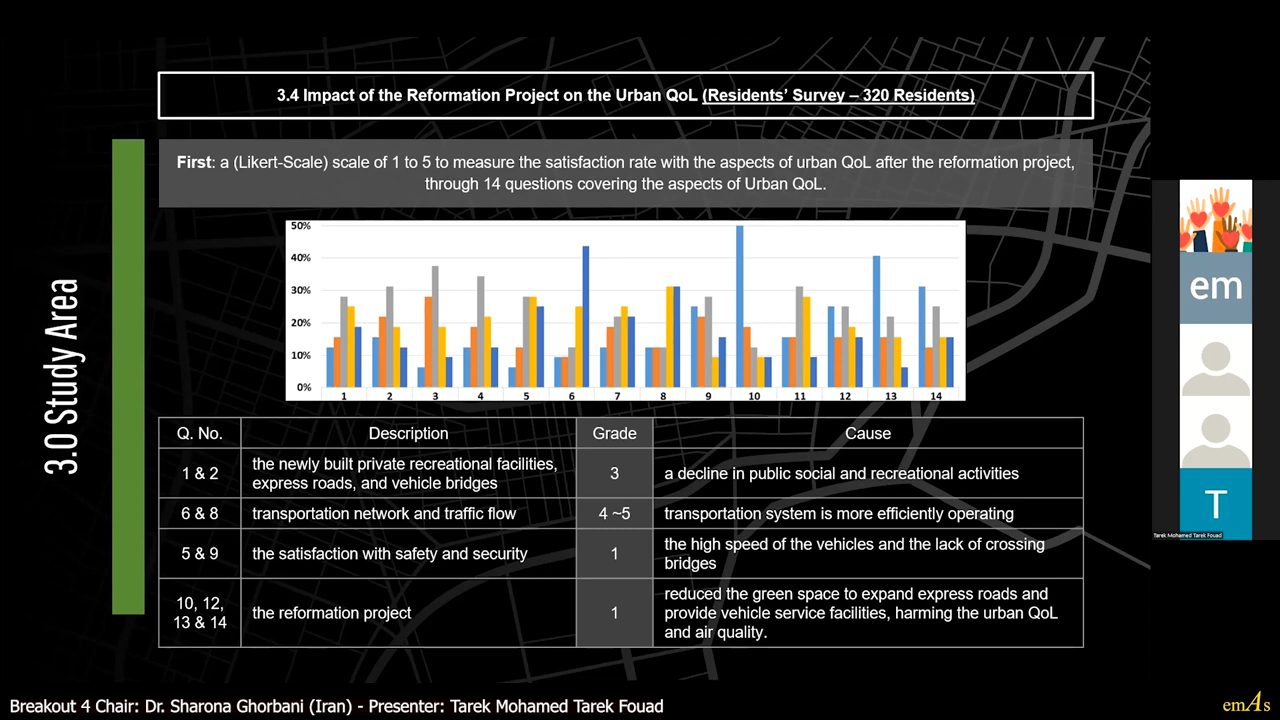 3.0 Study Area
3.4 Impact of the Reformation Project on the Urban QoL (Residents' Survey – 320 Residents)
First: a (Likert-Scale) scale of 1 to 5 to measure the satisfaction rate with the aspects of urban QoL after the reformation project,
through 14 questions covering the aspects of Urban QoL.
50%
40%
30%
20%
10%
0%
1 2 3 4 5 6 7 8 9 10 11 12 13 14
Q. No. Description Grade Cause
1 & 2 the newly built private recreational facilities,
express roads, and vehicle bridges
3 a decline in public social and recreational activities
6 & 8 transportation network and traffic flow 4 ~5 transportation system is more efficiently operating
5 & 9 the satisfaction with safety and security 1 the high speed of the vehicles and the lack of crossing
bridges
10, 12,
13 & 14
the reformation project 1 reduced the green space to expand express roads and
provide vehicle service facilities, harming the urban QoL
and air quality.
em
T
Tarek Mohamed Tarek Fouad
Breakout 4 Chair: Dr. Sharona Ghorbani (Iran) - Presenter: Tarek Mohamed Tarek Fouad
emAs